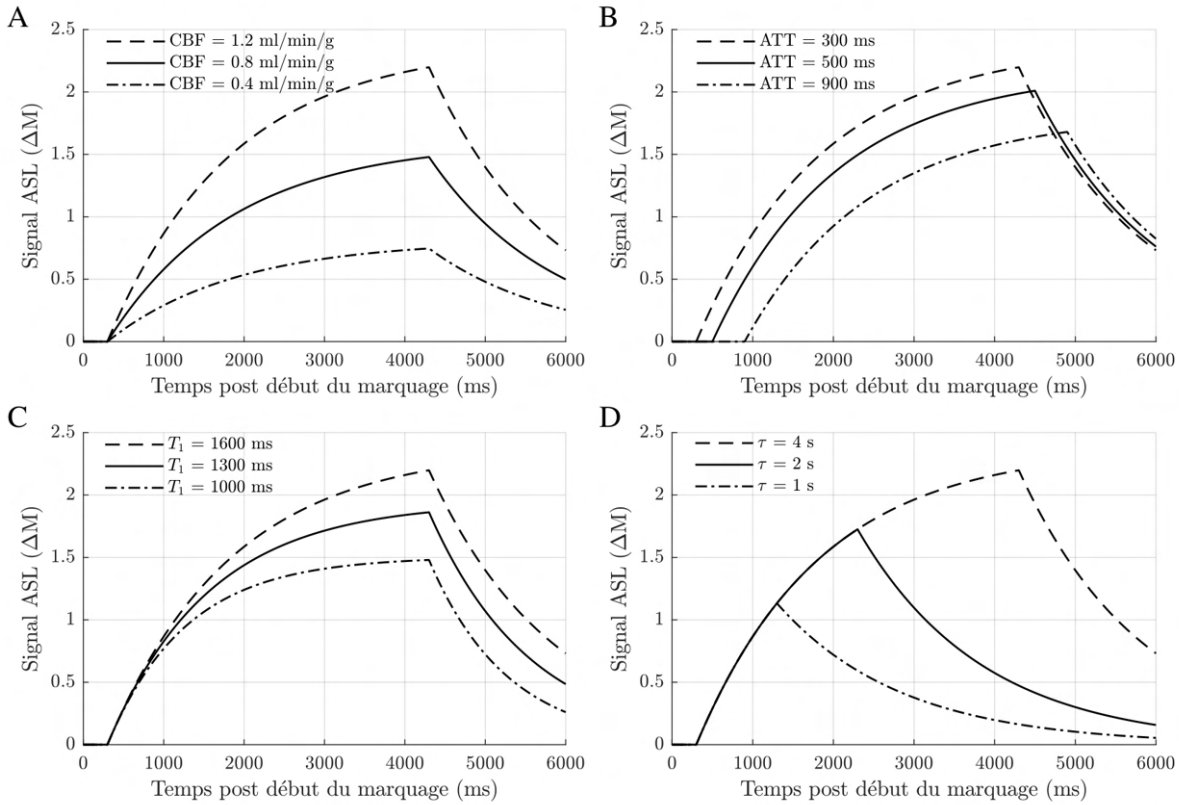 A
CBF = 1.2 ml/min/g
CBF = 0.8 ml/min/g
CBF = 0.4 ml/min/g
Signal ASL (ΔM)
2.5
2
1.5
1
0.5
0
0 1000 2000 3000 4000 5000 6000
Temps post début du marquage (ms)
B
ATT = 300 ms
ATT = 500 ms
ATT = 900 ms
Signal ASL (ΔM)
2.5
2
1.5
1
0.5
0
0 1000 2000 3000 4000 5000 6000
Temps post début du marquage (ms)
C
T₁ = 1600 ms
T₁ = 1300 ms
T₁ = 1000 ms
Signal ASL (ΔM)
2.5
2
1.5
1
0.5
0
0 1000 2000 3000 4000 5000 6000
Temps post début du marquage (ms)
D
τ = 4 s
τ = 2 s
τ = 1 s
Signal ASL (ΔM)
2.5
2
1.5
1
0.5
0
0 1000 2000 3000 4000 5000 6000
Temps post début du marquage (ms)